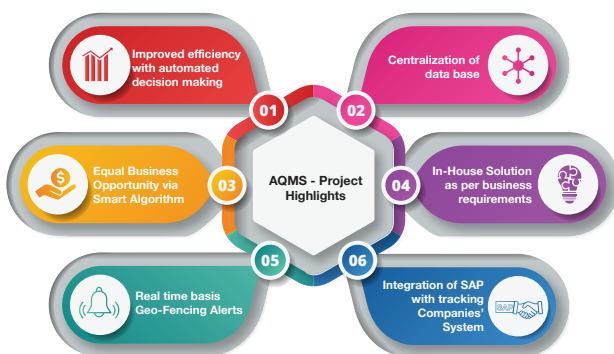 Improved efficiency
with automated
decision making
01
Centralization of
data base
02
Equal Business
Opportunity via
Smart Algorithm
$
03
AQMS - Project
Highlights
In-House Solution
as per business
requirements
04
Real time basis
Geo-Fencing Alerts
05
Integration of SAP
with tracking
Companies'
System
SAP
06